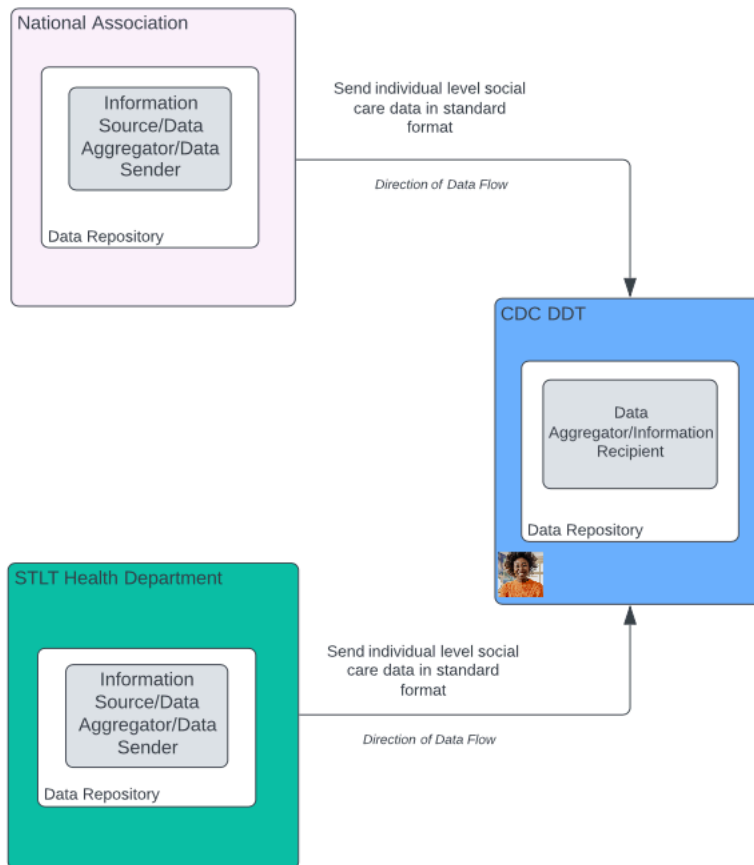 National Association
Information
Source/Data
Aggregator/Data
Sender
Data Repository
Send individual level social
care data in standard
format
Direction of Data Flow
CDC DDT
Data
Aggregator/Information
Recipient
Data Repository
STLT Health Department
Information
Source/Data
Aggregator/Data
Sender
Data Repository
Send individual level social
care data in standard
format
Direction of Data Flow